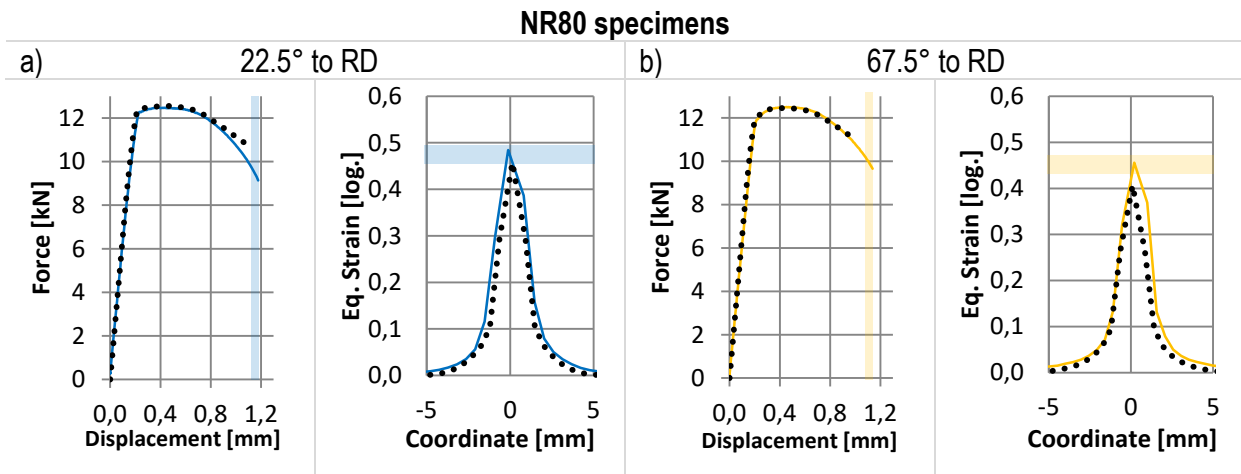 NR80 specimens
a) 22.5° to RD
b) 67.5° to RD
Force [kN]
12
10
8
6
4
2
0
0,0 0,4 0,8 1,2
Displacement [mm]
Eq. Strain [log.]
0,6
0,5
0,4
0,3
0,2
0,1
0,0
-5 0 5
Coordinate [mm]
Force [kN]
12
10
8
6
4
2
0
0,0 0,4 0,8 1,2
Displacement [mm]
Eq. Strain [log.]
0,6
0,5
0,4
0,3
0,2
0,1
0,0
-5 0 5
Coordinate [mm]